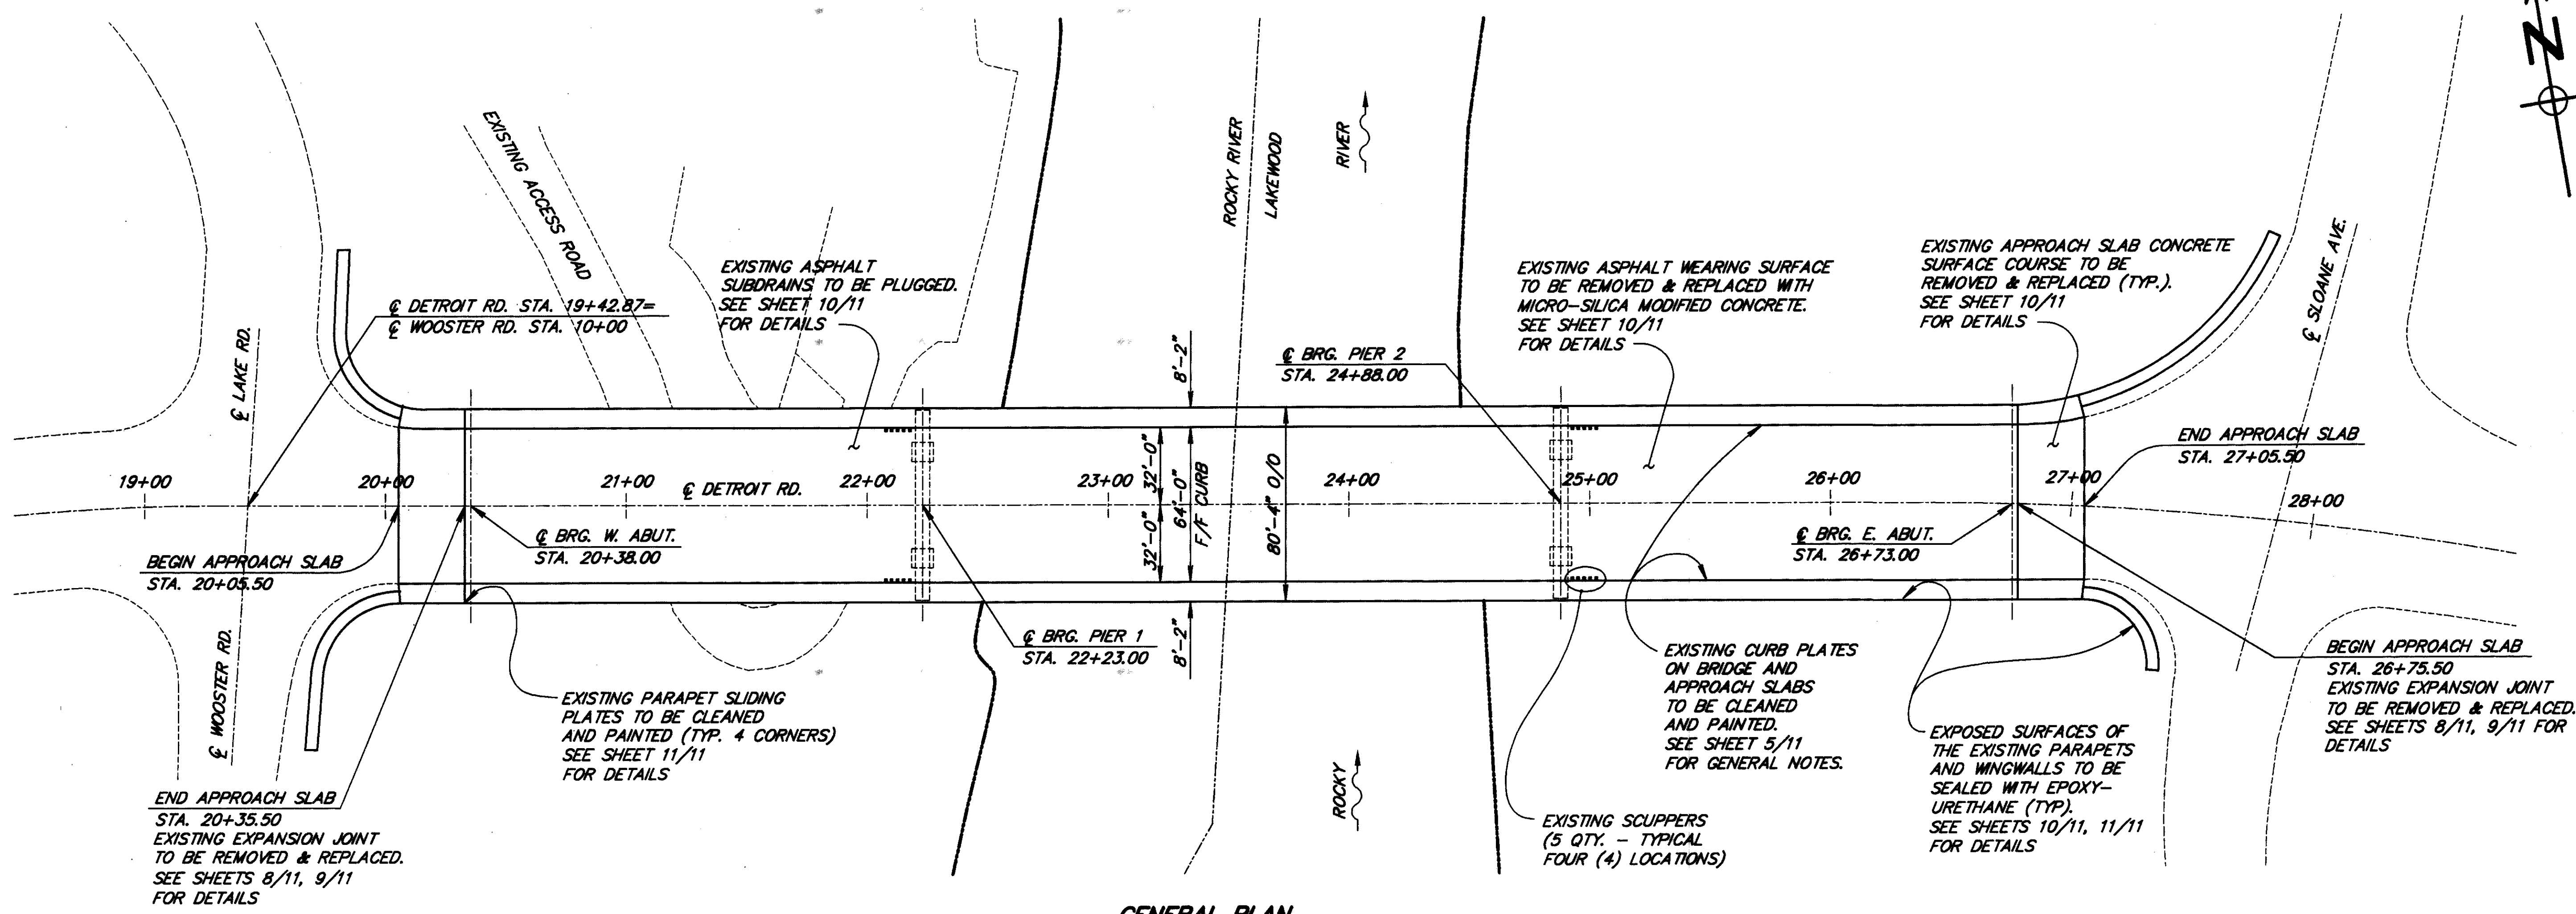 N
EXISTING ACCESS ROAD
ROCKY RIVER
LAKEWOOD
RIVER
℄ LAKE RD.
℄ DETROIT RD. STA. 19+42.87=
℄ WOOSTER RD. STA. 10+00
EXISTING ASPHALT
SUBDRAINS TO BE PLUGGED.
SEE SHEET 10/11
FOR DETAILS
8'-2"
℄ BRG. PIER 2
STA. 24+88.00
EXISTING ASPHALT WEARING SURFACE
TO BE REMOVED & REPLACED WITH
MICRO-SILICA MODIFIED CONCRETE.
SEE SHEET 10/11
FOR DETAILS
EXISTING APPROACH SLAB CONCRETE
SURFACE COURSE TO BE
REMOVED & REPLACED (TYP.).
SEE SHEET 10/11
FOR DETAILS
℄ SLOANE AVE.
END APPROACH SLAB
STA. 27+05.50
19+00
20+00
21+00
℄ DETROIT RD.
22+00
23+00
24+00
25+00
26+00
27+00
28+00
32'-0"
32'-0"
64'-0"
F/F CURB
80'-4" O/O
BEGIN APPROACH SLAB
STA. 20+05.50
℄ BRG. W. ABUT.
STA. 20+38.00
℄ BRG. E. ABUT.
STA. 26+73.00
℄ WOOSTER RD.
℄ BRG. PIER 1
STA. 22+23.00
8'-2"
EXISTING PARAPET SLIDING
PLATES TO BE CLEANED
AND PAINTED (TYP. 4 CORNERS)
SEE SHEET 11/11
FOR DETAILS
EXISTING CURB PLATES
ON BRIDGE AND
APPROACH SLABS
TO BE CLEANED
AND PAINTED.
SEE SHEET 5/11
FOR GENERAL NOTES.
BEGIN APPROACH SLAB
STA. 26+75.50
EXISTING EXPANSION JOINT
TO BE REMOVED & REPLACED.
SEE SHEETS 8/11, 9/11 FOR
DETAILS
EXPOSED SURFACES OF
THE EXISTING PARAPETS
AND WINGWALLS TO BE
SEALED WITH EPOXY-
URETHANE (TYP).
SEE SHEETS 10/11, 11/11
FOR DETAILS
END APPROACH SLAB
STA. 20+35.50
EXISTING EXPANSION JOINT
TO BE REMOVED & REPLACED.
SEE SHEETS 8/11, 9/11
FOR DETAILS
ROCKY
EXISTING SCUPPERS
(5 QTY. - TYPICAL
FOUR (4) LOCATIONS)
GENERAL PLAN